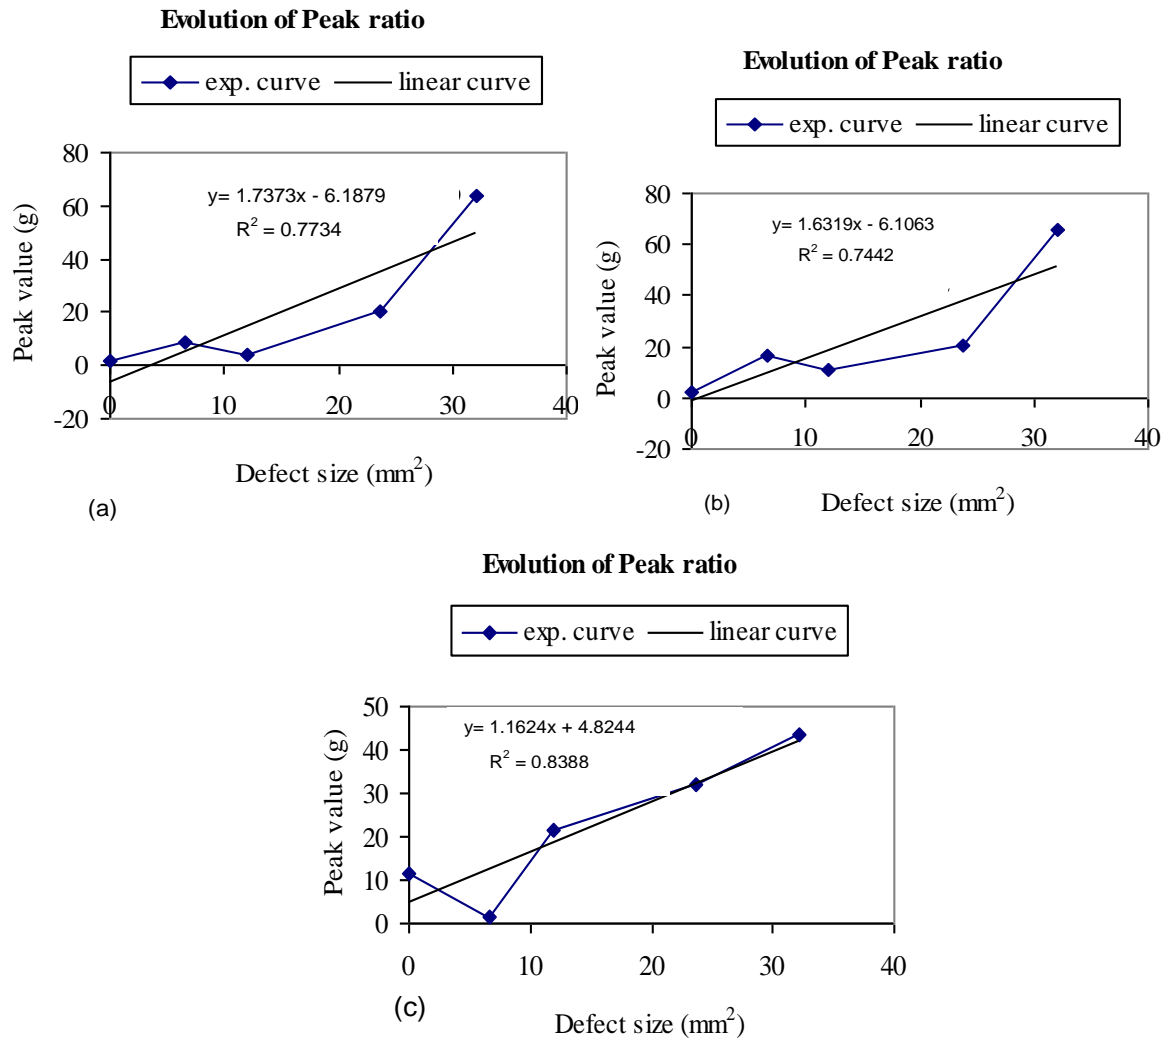 Evolution of Peak ratio
exp. curve linear curve
80
60
40
20
0
-20
y= 1.7373x - 6.1879
R² = 0.7734
Peak value (g)
0 10 20 30 40
Defect size (mm²)
(a)
Evolution of Peak ratio
exp. curve linear curve
80
60
40
20
0
-20
y= 1.6319x - 6.1063
R² = 0.7442
Peak value (g)
0 10 20 30 40
Defect size (mm²)
(b)
Evolution of Peak ratio
exp. curve linear curve
50
40
30
20
10
0
y= 1.1624x + 4.8244
R² = 0.8388
Peak value (g)
0 10 20 30 40
Defect size (mm²)
(c)